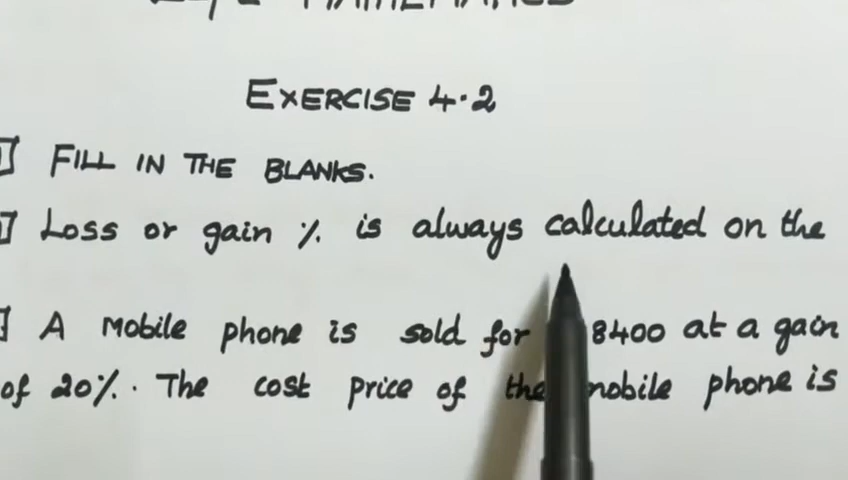 MATHEMATICS
EXERCISE 4.2
FILL IN THE BLANKS.
Loss or gain % is always calculated on the
A Mobile phone is sold for 8400 at a gain
of 20%. The cost price of the mobile phone is